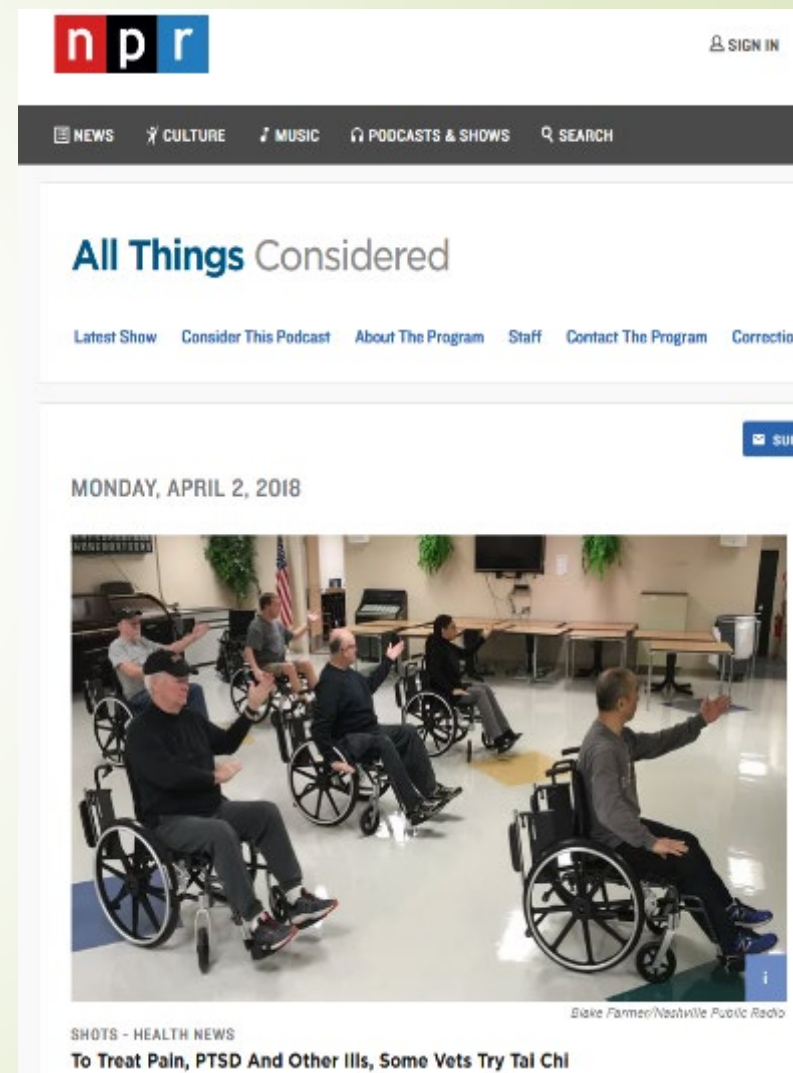 npr
SIGN IN
NEWS CULTURE MUSIC PODCASTS & SHOWS SEARCH
All Things Considered
Latest Show Consider This Podcast About The Program Staff Contact The Program Correctio
SU
MONDAY, APRIL 2, 2018
i
Blake Farmer/Nashville Public Radio
SHOTS - HEALTH NEWS
To Treat Pain, PTSD And Other Ills, Some Vets Try Tai Chi